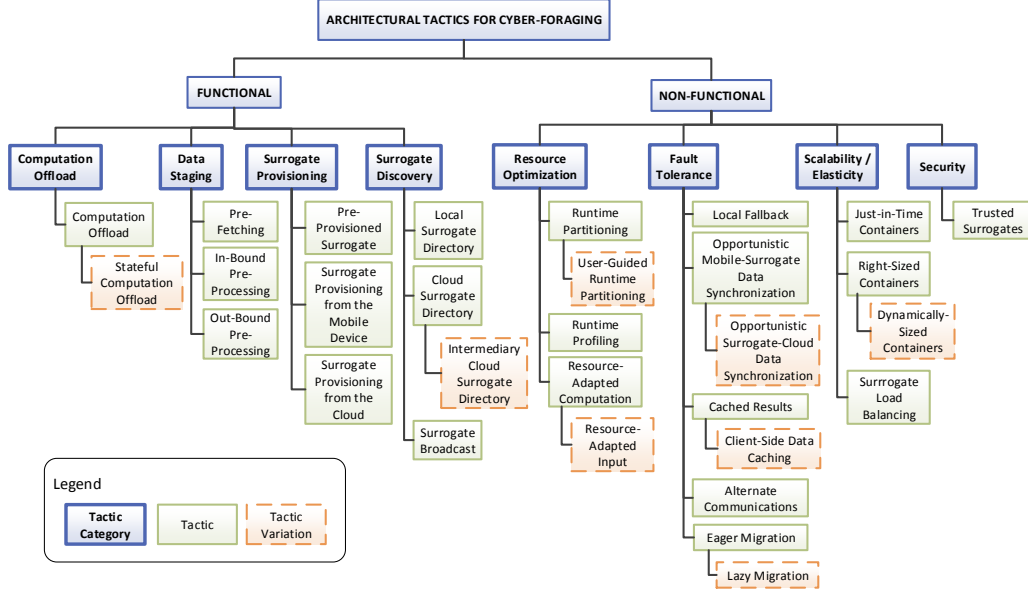 ARCHITECTURAL TACTICS FOR CYBER-FORAGING
FUNCTIONAL
NON-FUNCTIONAL
Computation
Offload
Data
Staging
Surrogate
Provisioning
Surrogate
Discovery
Resource
Optimization
Fault
Tolerance
Scalability /
Elasticity
Security
Computation
Offload
Stateful
Computation
Offload
Pre-
Fetching
In-Bound
Pre-
Processing
Out-Bound
Pre-
Processing
Pre-
Provisioned
Surrogate
Surrogate
Provisioning
from the
Mobile
Device
Surrogate
Provisioning
from the
Cloud
Local
Surrogate
Directory
Cloud
Surrogate
Directory
Intermediary
Cloud
Surrogate
Directory
Surrogate
Broadcast
Runtime
Partitioning
User-Guided
Runtime
Partitioning
Runtime
Profiling
Resource-
Adapted
Computation
Resource-
Adapted
Input
Local Fallback
Opportunistic
Mobile-Surrogate
Data
Synchronization
Opportunistic
Surrogate-Cloud
Data
Synchronization
Cached Results
Client-Side Data
Caching
Alternate
Communications
Eager Migration
Lazy Migration
Just-in-Time
Containers
Right-Sized
Containers
Dynamically-
Sized
Containers
Surrrogate
Load
Balancing
Trusted
Surrogates
Legend
Tactic
Category
Tactic
Tactic
Variation